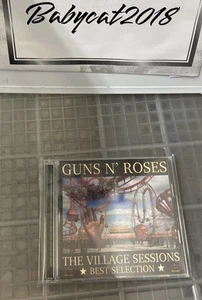 Babycat2018
GUNS N' ROSES
THE VILLAGE SESSIONS
★ BEST SELECTION ★